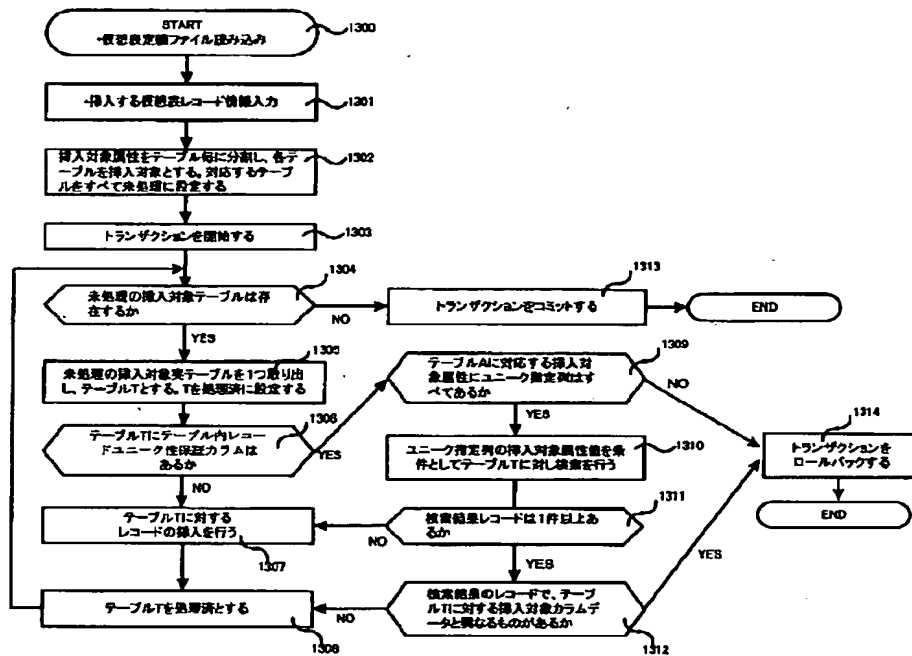 START
・仮想表定義ファイル読み込み
1300
・挿入する仮想表レコード情報入力
1301
挿入対象属性をテーブル毎に分割し、各テ
ーブルを挿入対象とする。対応するテーブ
ルをすべて未処理に設定する
1302
トランザクションを開始する
1303
未処理の挿入対象テーブルは存
在するか
1304
NO
YES
トランザクションをコミットする
1313
END
未処理の挿入対象実テーブルを1つ取り出
し、テーブルTとする。Tを処理済に設定する
1305
テーブルTにテーブル内レコー
ドユニーク性保証カラムは
あるか
1306
YES
NO
テーブルAに対応する挿入対
象属性にユニーク指定列はす
べてあるか
1309
NO
YES
ユニーク指定列の挿入対象属性値を条
件としてテーブルTに対し検索を行う
1310
検索結果レコードは1件以上あ
るか
1311
NO
YES
テーブルTに対する
レコードの挿入を行う
1307
検索結果のレコードで、テーブ
ルTに対する挿入対象カラムデ
ータと異なるものがあるか
1312
NO
YES
テーブルTを処理済とする
1308
トランザクションを
ロールバックする
1314
END